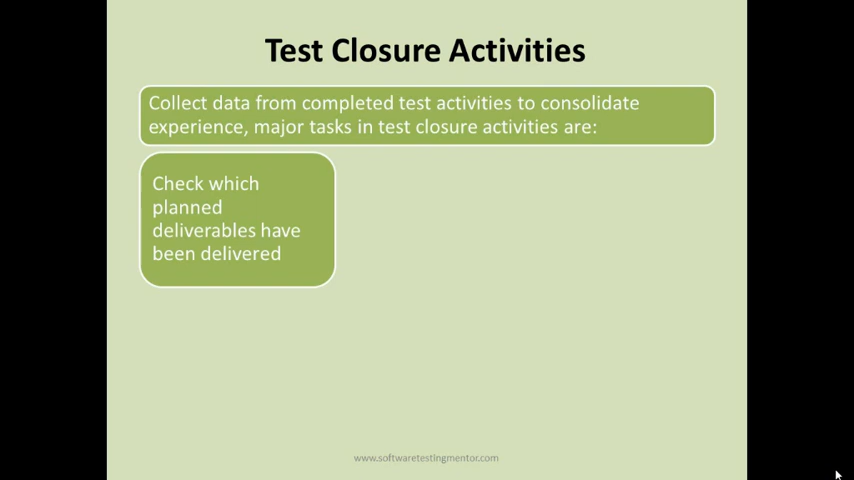 Test Closure Activities
Collect data from completed test activities to consolidate
experience, major tasks in test closure activities are:
Check which
planned
deliverables have
been delivered
www.softwaretestingmentor.com